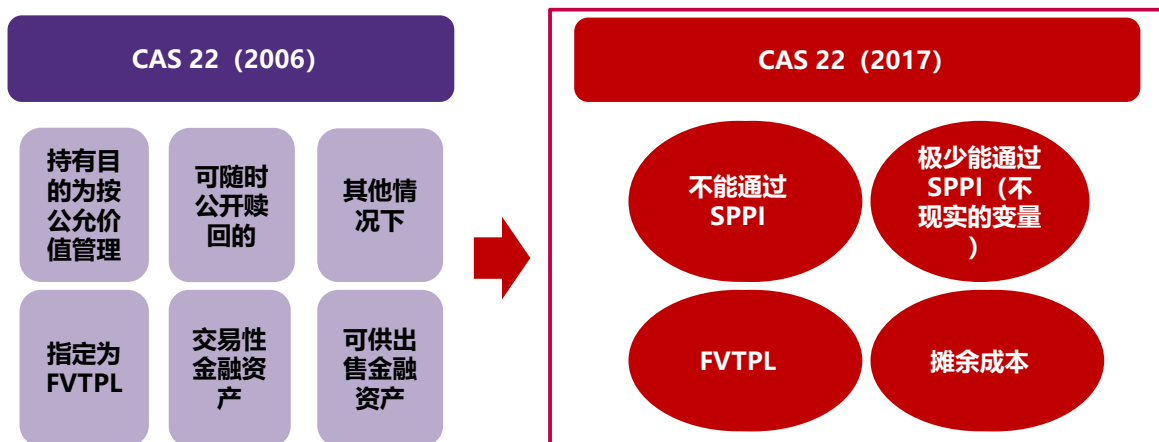 CAS 22（2006）
CAS 22（2017）
持有目
的为按
公允价
值管理
可随时
公开赎
回的
其他情
况下
不能通过
SPPI
极少能通过
SPPI（不
现实的变量
）
指定为
FVTPL
交易性
金融资
产
可供出
售金融
资产
FVTPL
摊余成本